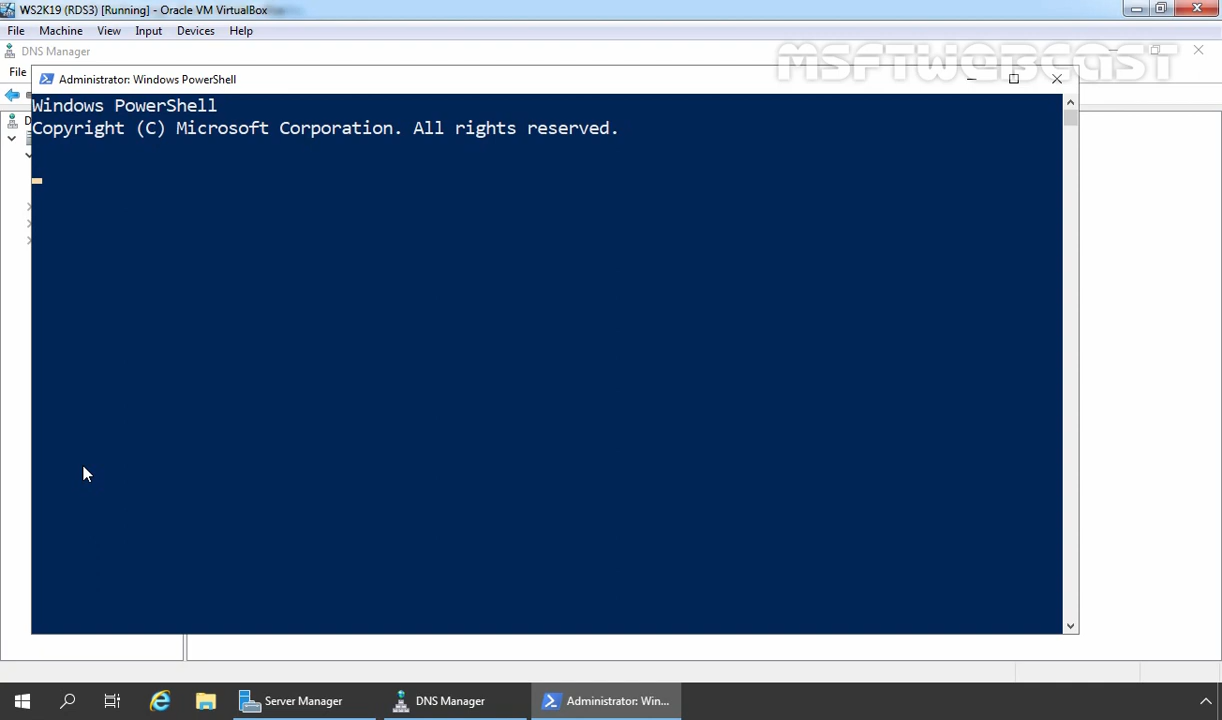 WS2K19 (RDS3) [Running] - Oracle VM VirtualBox
File Machine View Input Devices Help
DNS Manager
MSFTWEBCAST
File
Administrator: Windows PowerShell
Windows PowerShell
Copyright (C) Microsoft Corporation. All rights reserved.
D
Server Manager
DNS Manager
Administrator: Win...